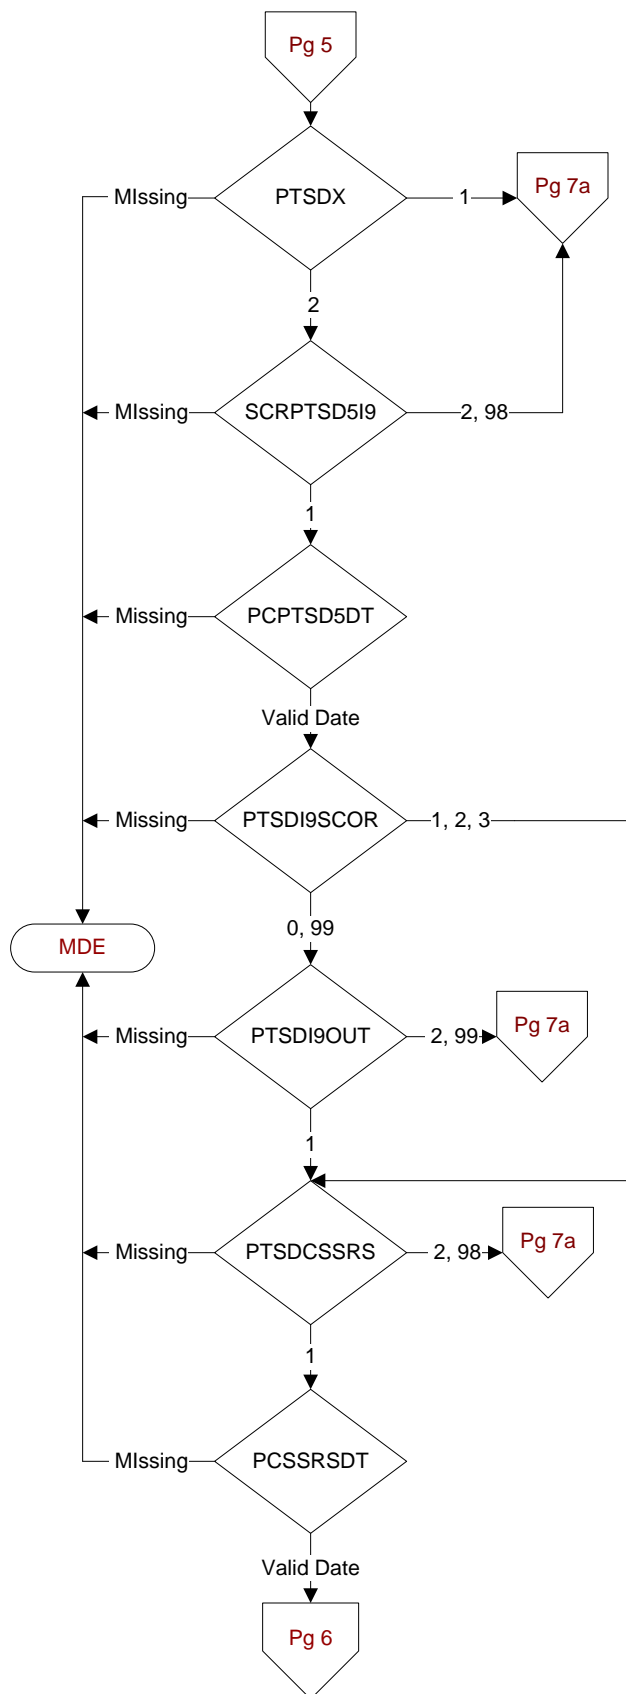 Pg 5
MIssing
PTSDX
1
Pg 7a
2
MIssing
SCRPTSD5I9
2, 98
1
Missing
PCPTSD5DT
Valid Date
Missing
PTSDI9SCOR
1, 2, 3
0, 99
MDE
Missing
PTSDI9OUT
2, 99
Pg 7a
1
Missing
PTSDCSSRS
2, 98
Pg 7a
1
MIssing
PCSSRSDT
Valid Date
Pg 6